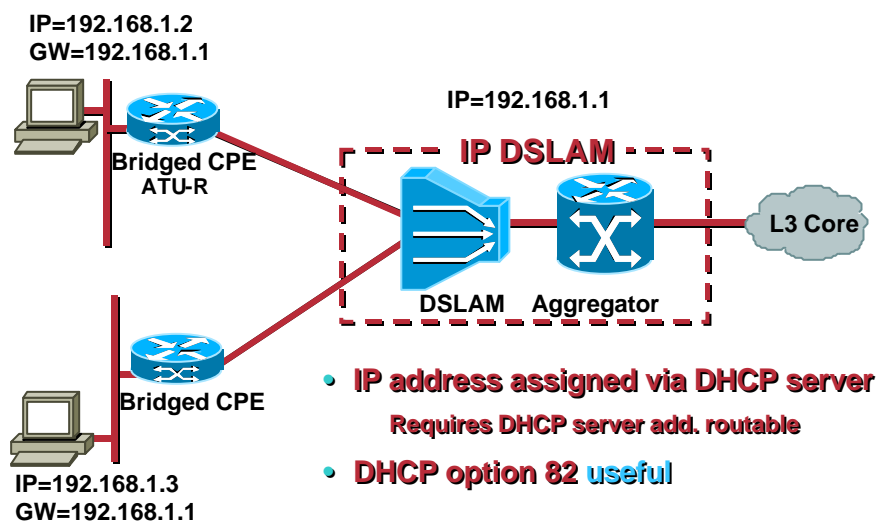 IP=192.168.1.2
GW=192.168.1.1
IP=192.168.1.1
IP DSLAM
Bridged CPE
ATU-R
L3 Core
DSLAM
Aggregator
Bridged CPE
IP=192.168.1.3
GW=192.168.1.1
• IP address assigned via DHCP server
Requires DHCP server add. routable
• DHCP option 82 useful